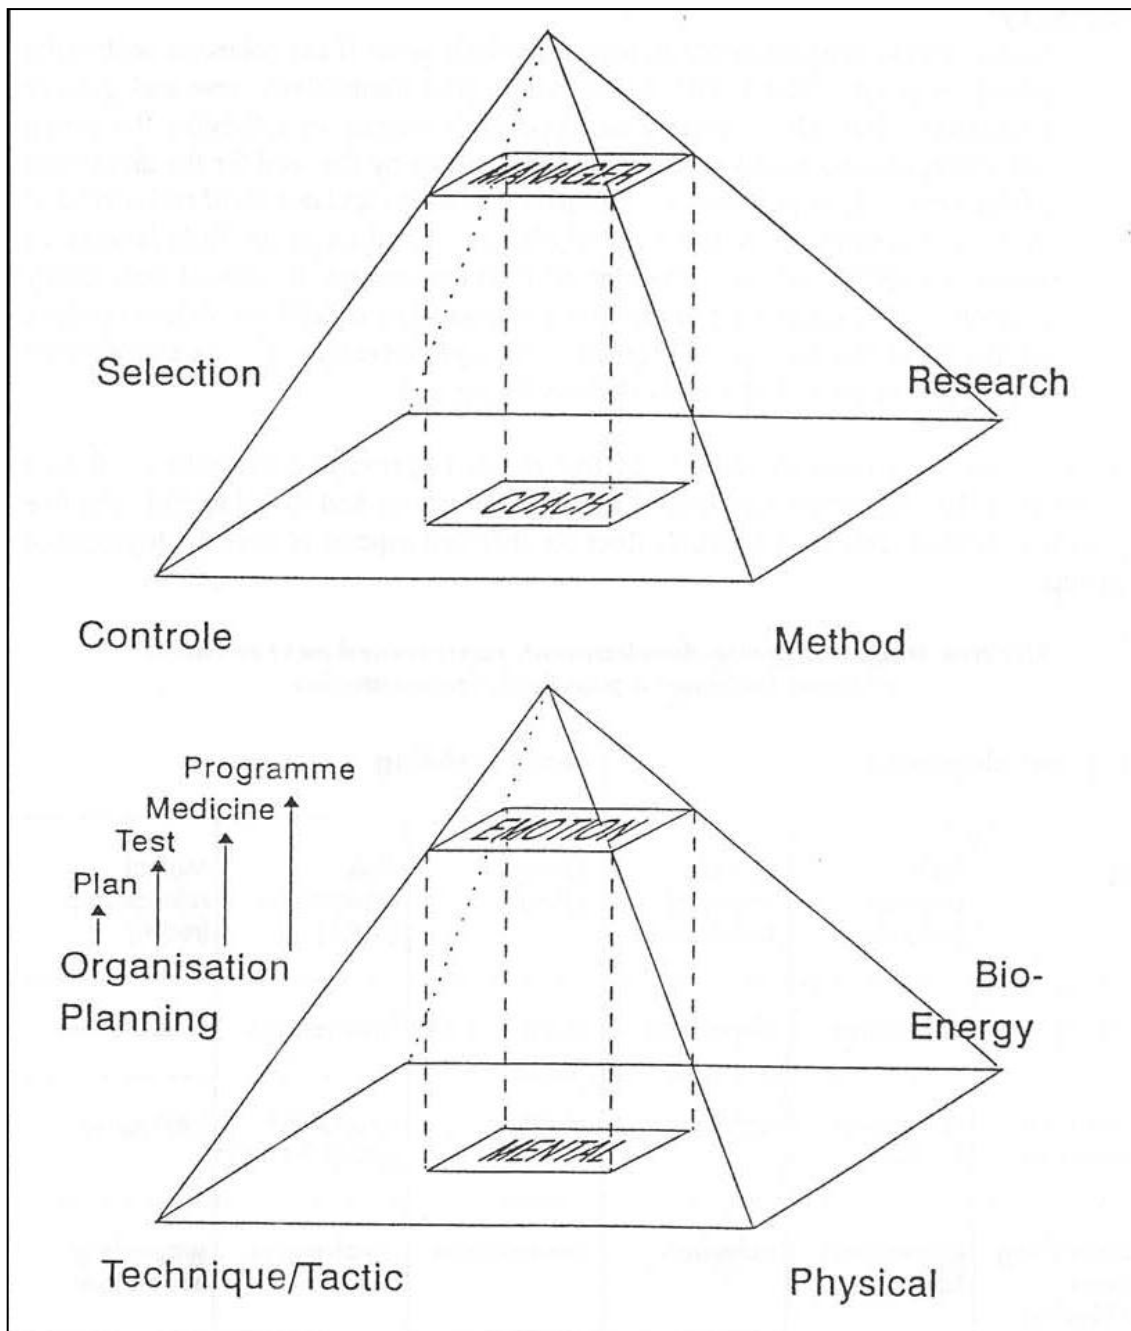 MANAGER
Selection
Research
COACH
Controle
Method
Programme
Medicine
Test
EMOTION
Plan
Organisation
Bio-
Planning
Energy
MENTAL
Technique/Tactic
Physical